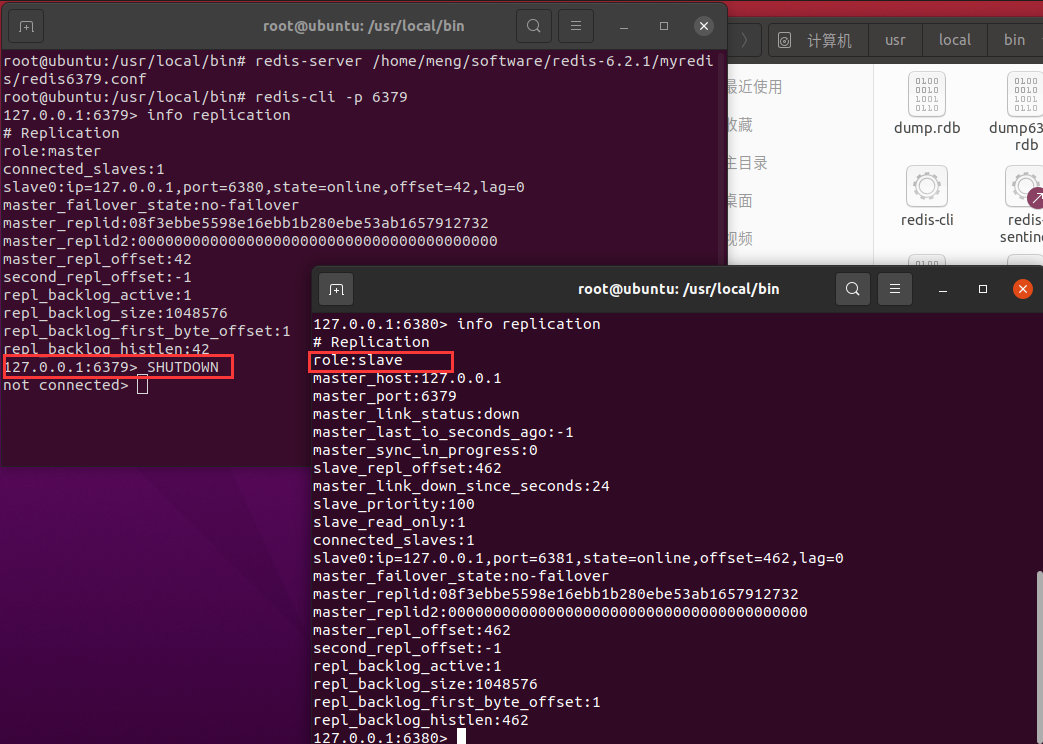 root@ubuntu: /usr/local/bin
root@ubuntu:/usr/local/bin# redis-server /home/meng/software/redis-6.2.1/myredi
s/redis6379.conf
root@ubuntu:/usr/local/bin# redis-cli -p 6379
127.0.0.1:6379> info replication
# Replication
role:master
connected_slaves:1
slave0:ip=127.0.0.1,port=6380,state=online,offset=42,lag=0
master_failover_state:no-failover
master_replid:08f3ebbe5598e16ebb1b280ebe53ab1657912732
master_replid2:0000000000000000000000000000000000000000
master_repl_offset:42
second_repl_offset:-1
repl_backlog_active:1
repl_backlog_size:1048576
repl_backlog_first_byte_offset:1
repl_backlog_histlen:42
127.0.0.1:6379> SHUTDOWN
not connected>
计算机 usr local bin
最近使用
收藏
主目录
桌面
视频
0100
1001
0110
1110
dump.rdb
dump63
rdb
redis-cli
redis-
sentine
0100
root@ubuntu: /usr/local/bin
127.0.0.1:6380> info replication
# Replication
role:slave
master_host:127.0.0.1
master_port:6379
master_link_status:down
master_last_io_seconds_ago:-1
master_sync_in_progress:0
slave_repl_offset:462
master_link_down_since_seconds:24
slave_priority:100
slave_read_only:1
connected_slaves:1
slave0:ip=127.0.0.1,port=6381,state=online,offset=462,lag=0
master_failover_state:no-failover
master_replid:08f3ebbe5598e16ebb1b280ebe53ab1657912732
master_replid2:0000000000000000000000000000000000000000
master_repl_offset:462
second_repl_offset:-1
repl_backlog_active:1
repl_backlog_size:1048576
repl_backlog_first_byte_offset:1
repl_backlog_histlen:462
127.0.0.1:6380>